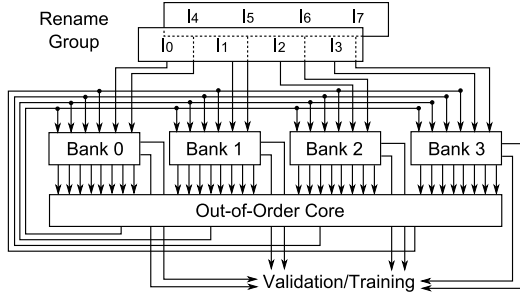 Rename
Group
I4 I5 I6 I7
I0 I1 I2 I3
Bank 0 Bank 1 Bank 2 Bank 3
Out-of-Order Core
Validation/Training